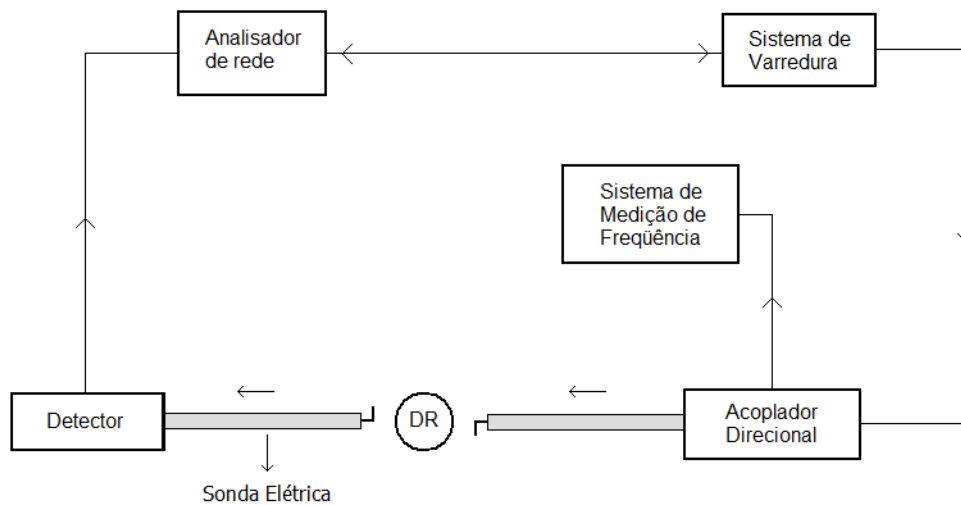 Analisador
de rede
Sistema de
Varredura
Sistema de
Medição de
Freqüência
Detector
DR
Acoplador
Direcional
Sonda Elétrica